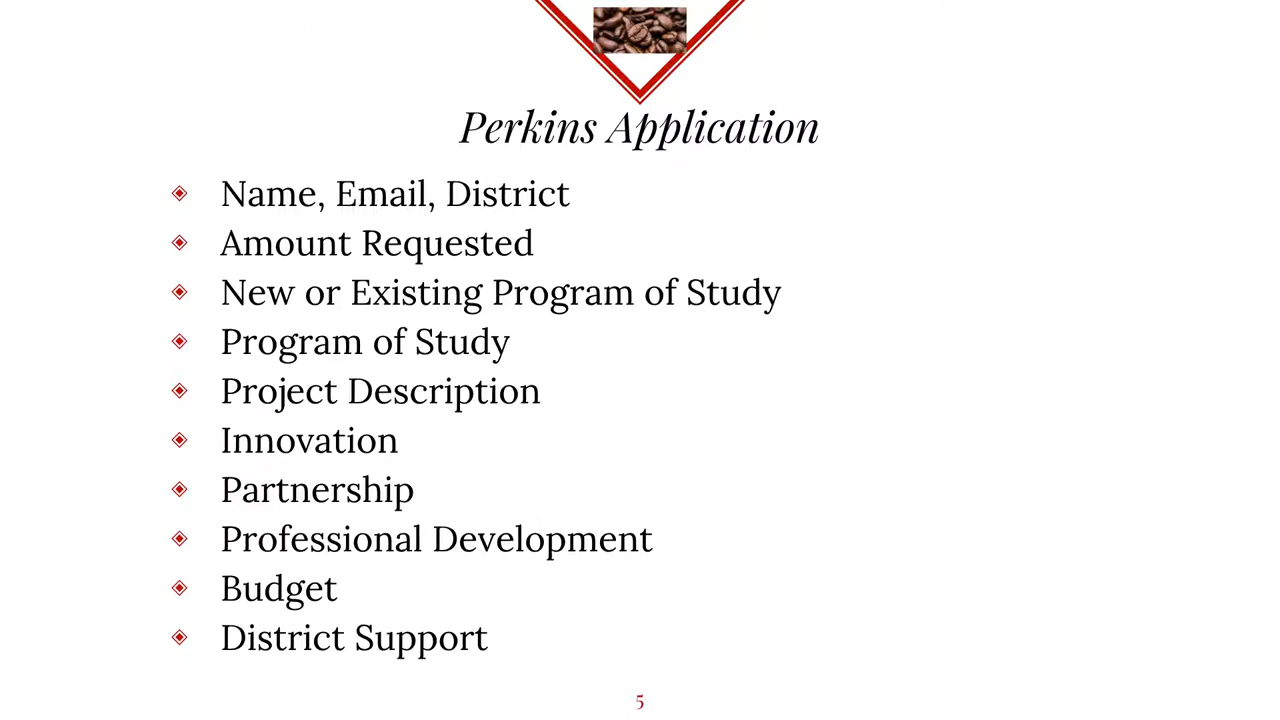 Perkins Application
Name, Email, District
Amount Requested
New or Existing Program of Study
Program of Study
Project Description
Innovation
Partnership
Professional Development
Budget
District Support
5